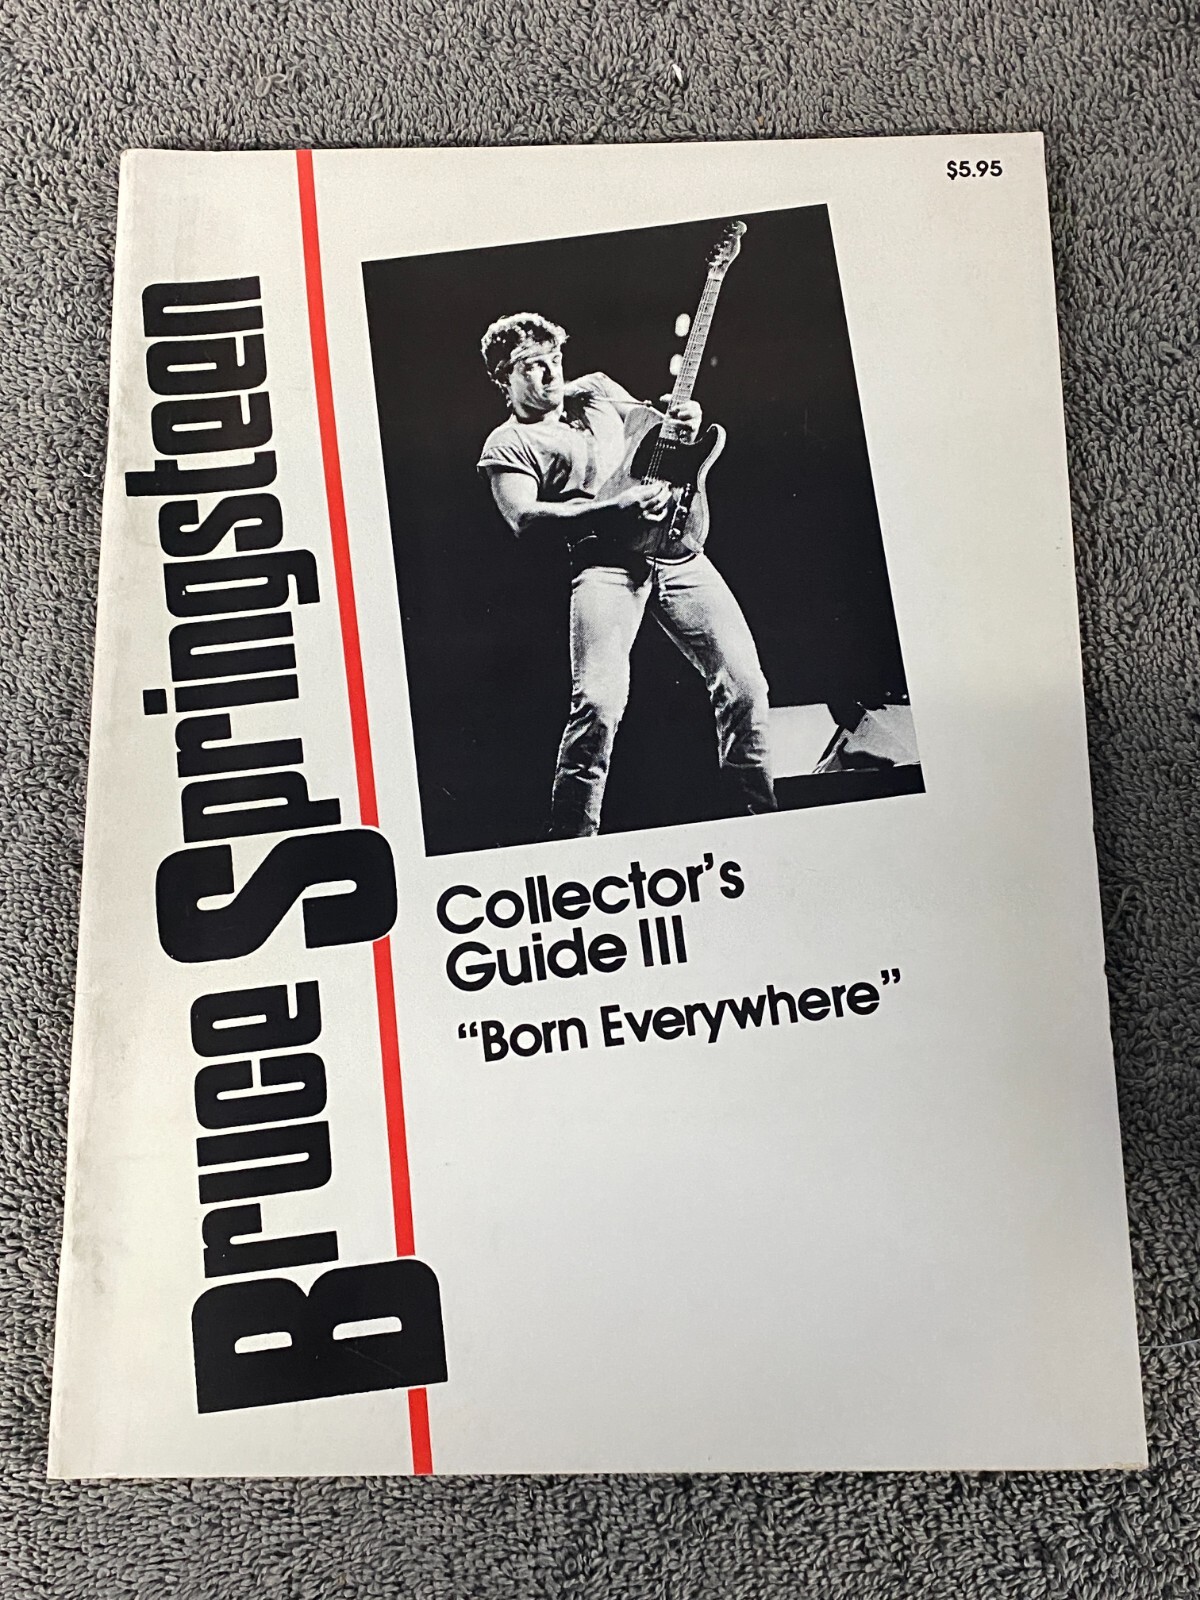 $5.95
Bruce Springsteen
Collector's
Guide III
“Born Everywhere”